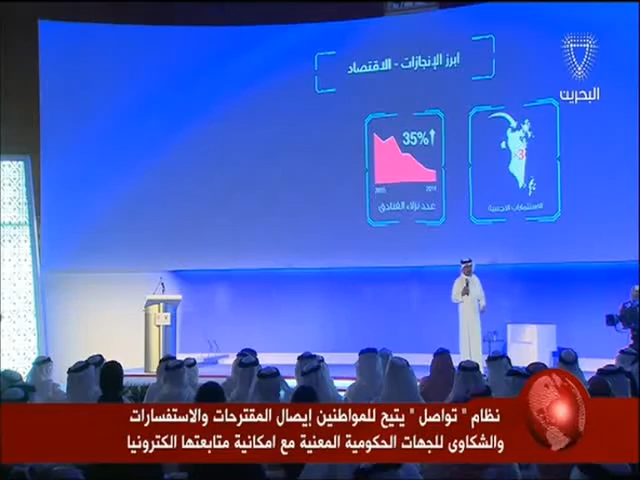 أبرز الإنجازات - الاقتصاد
البحرين
35%
عدد نزلاء الفنادق
الاستثمارات الاجنبية
نظام " تواصل " يتيح للمواطنين إيصال المقترحات والاستفسارات
والشكاوى للجهات الحكومية المعنية مع امكانية متابعتها الكترونيا